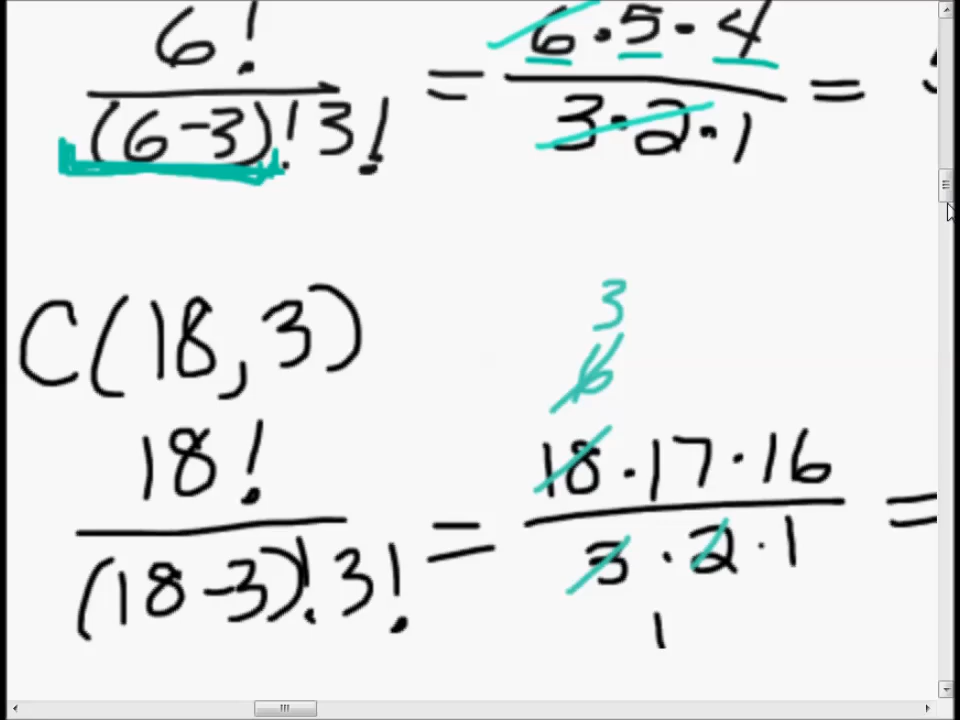 6! / (6-3)!3! = 6·5·4 / 3·2·1 =
C(18,3)
3
6
18! / (18-3)!3! = 18·17·16 / 3·2·1 =
1